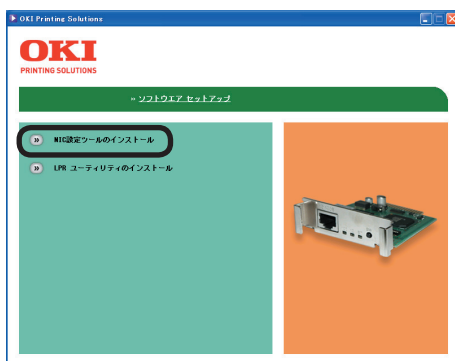 OKI Printing Solutions
OKI
PRINTING SOLUTIONS
» ソフトウエア セットアップ
» NIC設定ツールのインストール
» LPR ユーティリティのインストール